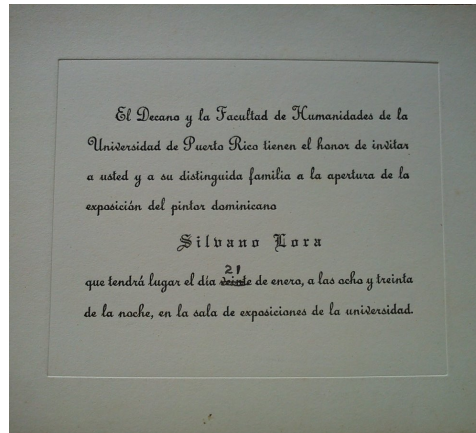 El Decano y la Facultad de Humanidades de la
Universidad de Puerto Rico tienen el honor de invitar
a usted y a su distinguida familia a la apertura de la
exposición del pintor dominicano
Silvano Lora
21
que tendrá lugar el día veinte de enero, a las ocho y treinta
de la noche, en la sala de exposiciones de la universidad.